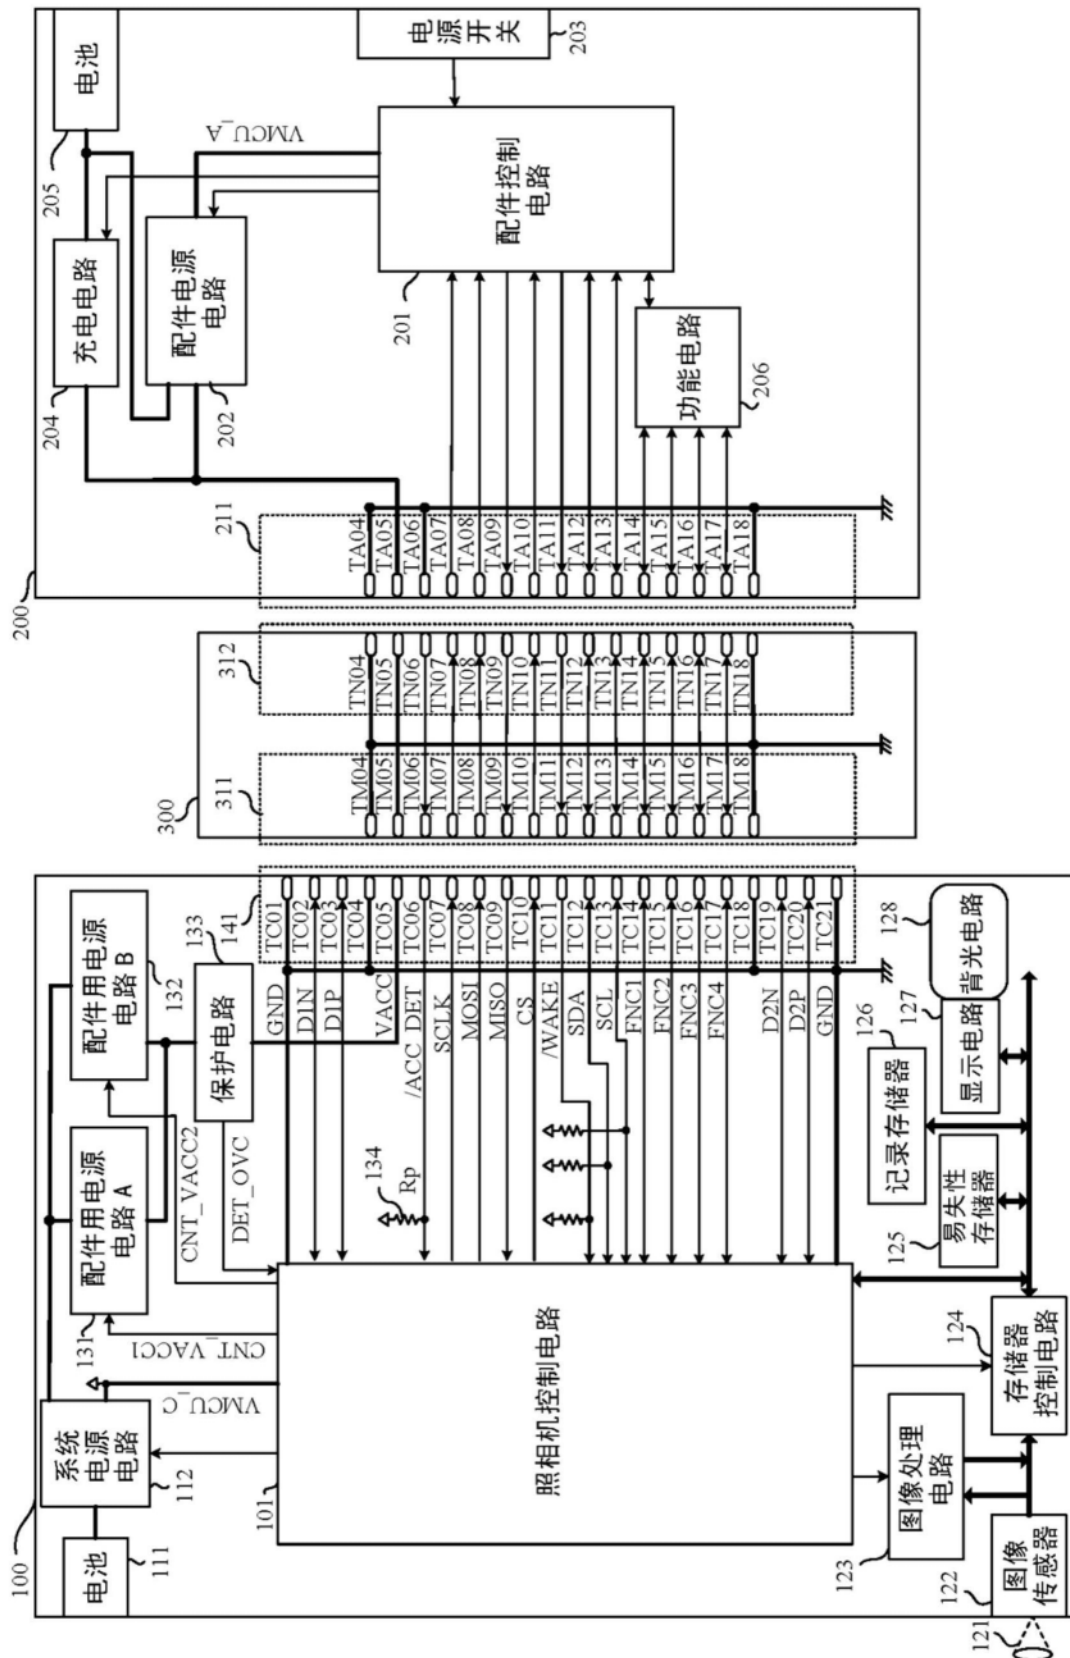 100
电池
111
系统
电源
电路
112
VMCU_C
配件用电源
电路 A
131
CNT_VACC1
配件用电源
电路 B
132
CNT_VACC2
保护电路
133
DET_OVC
101
照相机控制电路
134
Rp
GND
D1N
D1P
VACC
/ACC_DET
SCLK
MOSI
MISO
CS
/WAKE
SDA
SCL
FNC1
FNC2
FNC3
FNC4
D2N
D2P
GND
141
TC01
TC02
TC03
TC04
TC05
TC06
TC07
TC08
TC09
TC10
TC11
TC12
TC13
TC14
TC15
TC16
TC17
TC18
TC19
TC20
TC21
121
122
图像
传感器
123
图像处理
电路
124
存储器
控制电路
125
易失性
存储器
126
记录存储器
127
显示电路
128
背光电路
300
311
TM04
TM05
TM06
TM07
TM08
TM09
TM10
TM11
TM12
TM13
TM14
TM15
TM16
TM17
TM18
312
TN04
TN05
TN06
TN07
TN08
TN09
TN10
TN11
TN12
TN13
TN14
TN15
TN16
TN17
TN18
200
211
TA04
TA05
TA06
TA07
TA08
TA09
TA10
TA11
TA12
TA13
TA14
TA15
TA16
TA17
TA18
204
充电电路
205
电池
202
配件电源
电路
VMCU_A
201
配件控制
电路
203
电源
开关
206
功能电路